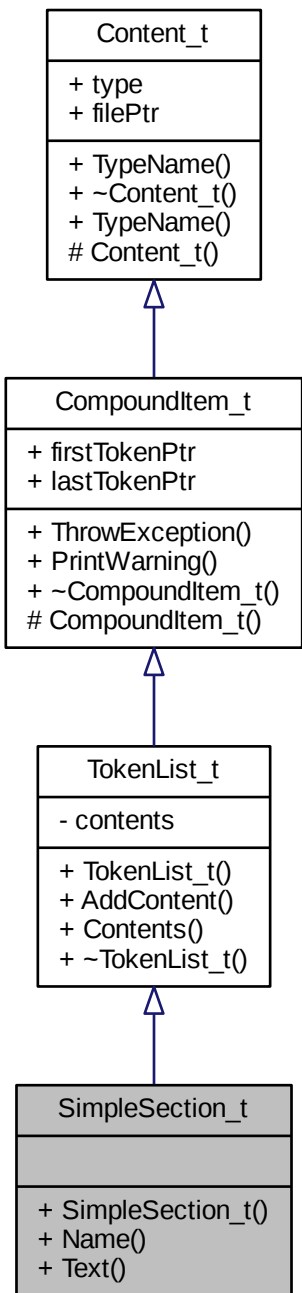 Content_t
+ type
+ filePtr
+ TypeName()
+ ~Content_t()
+ TypeName()
# Content_t()
CompoundItem_t
+ firstTokenPtr
+ lastTokenPtr
+ ThrowException()
+ PrintWarning()
+ ~CompoundItem_t()
# CompoundItem_t()
TokenList_t
- contents
+ TokenList_t()
+ AddContent()
+ Contents()
+ ~TokenList_t()
SimpleSection_t
+ SimpleSection_t()
+ Name()
+ Text()